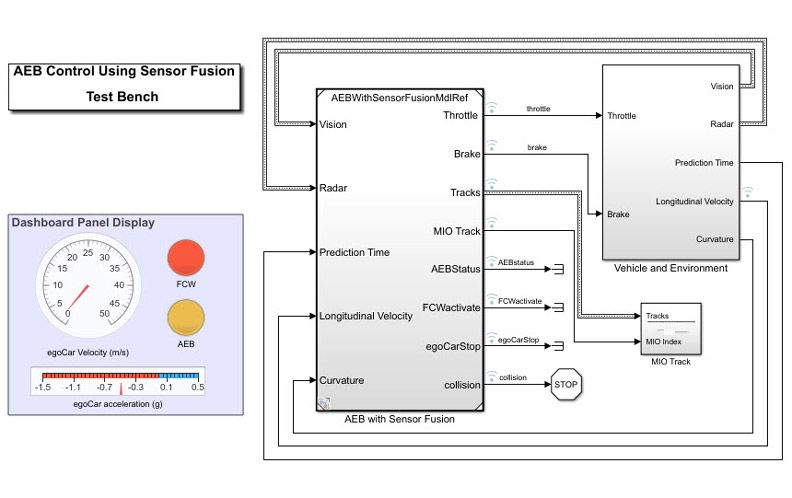 AEB Control Using Sensor Fusion
Test Bench
Dashboard Panel Display
0
5
10
15
20
25
30
35
40
45
50
egoCar Velocity (m/s)
FCW
AEB
-1.5
-1.1
-0.7
-0.3
0.1
0.5
egoCar acceleration (g)
AEBWithSensorFusionMdlRef
Vision
Radar
Prediction Time
Longitudinal Velocity
Curvature
Throttle
Brake
Tracks
MIO Track
AEBStatus
FCWactivate
egoCarStop
collision
AEB with Sensor Fusion
throttle
brake
AEBstatus
FCWactivate
egoCarStop
collision
STOP
Throttle
Brake
Vision
Radar
Prediction Time
Longitudinal Velocity
Curvature
Vehicle and Environment
Tracks
MIO Index
MIO Track